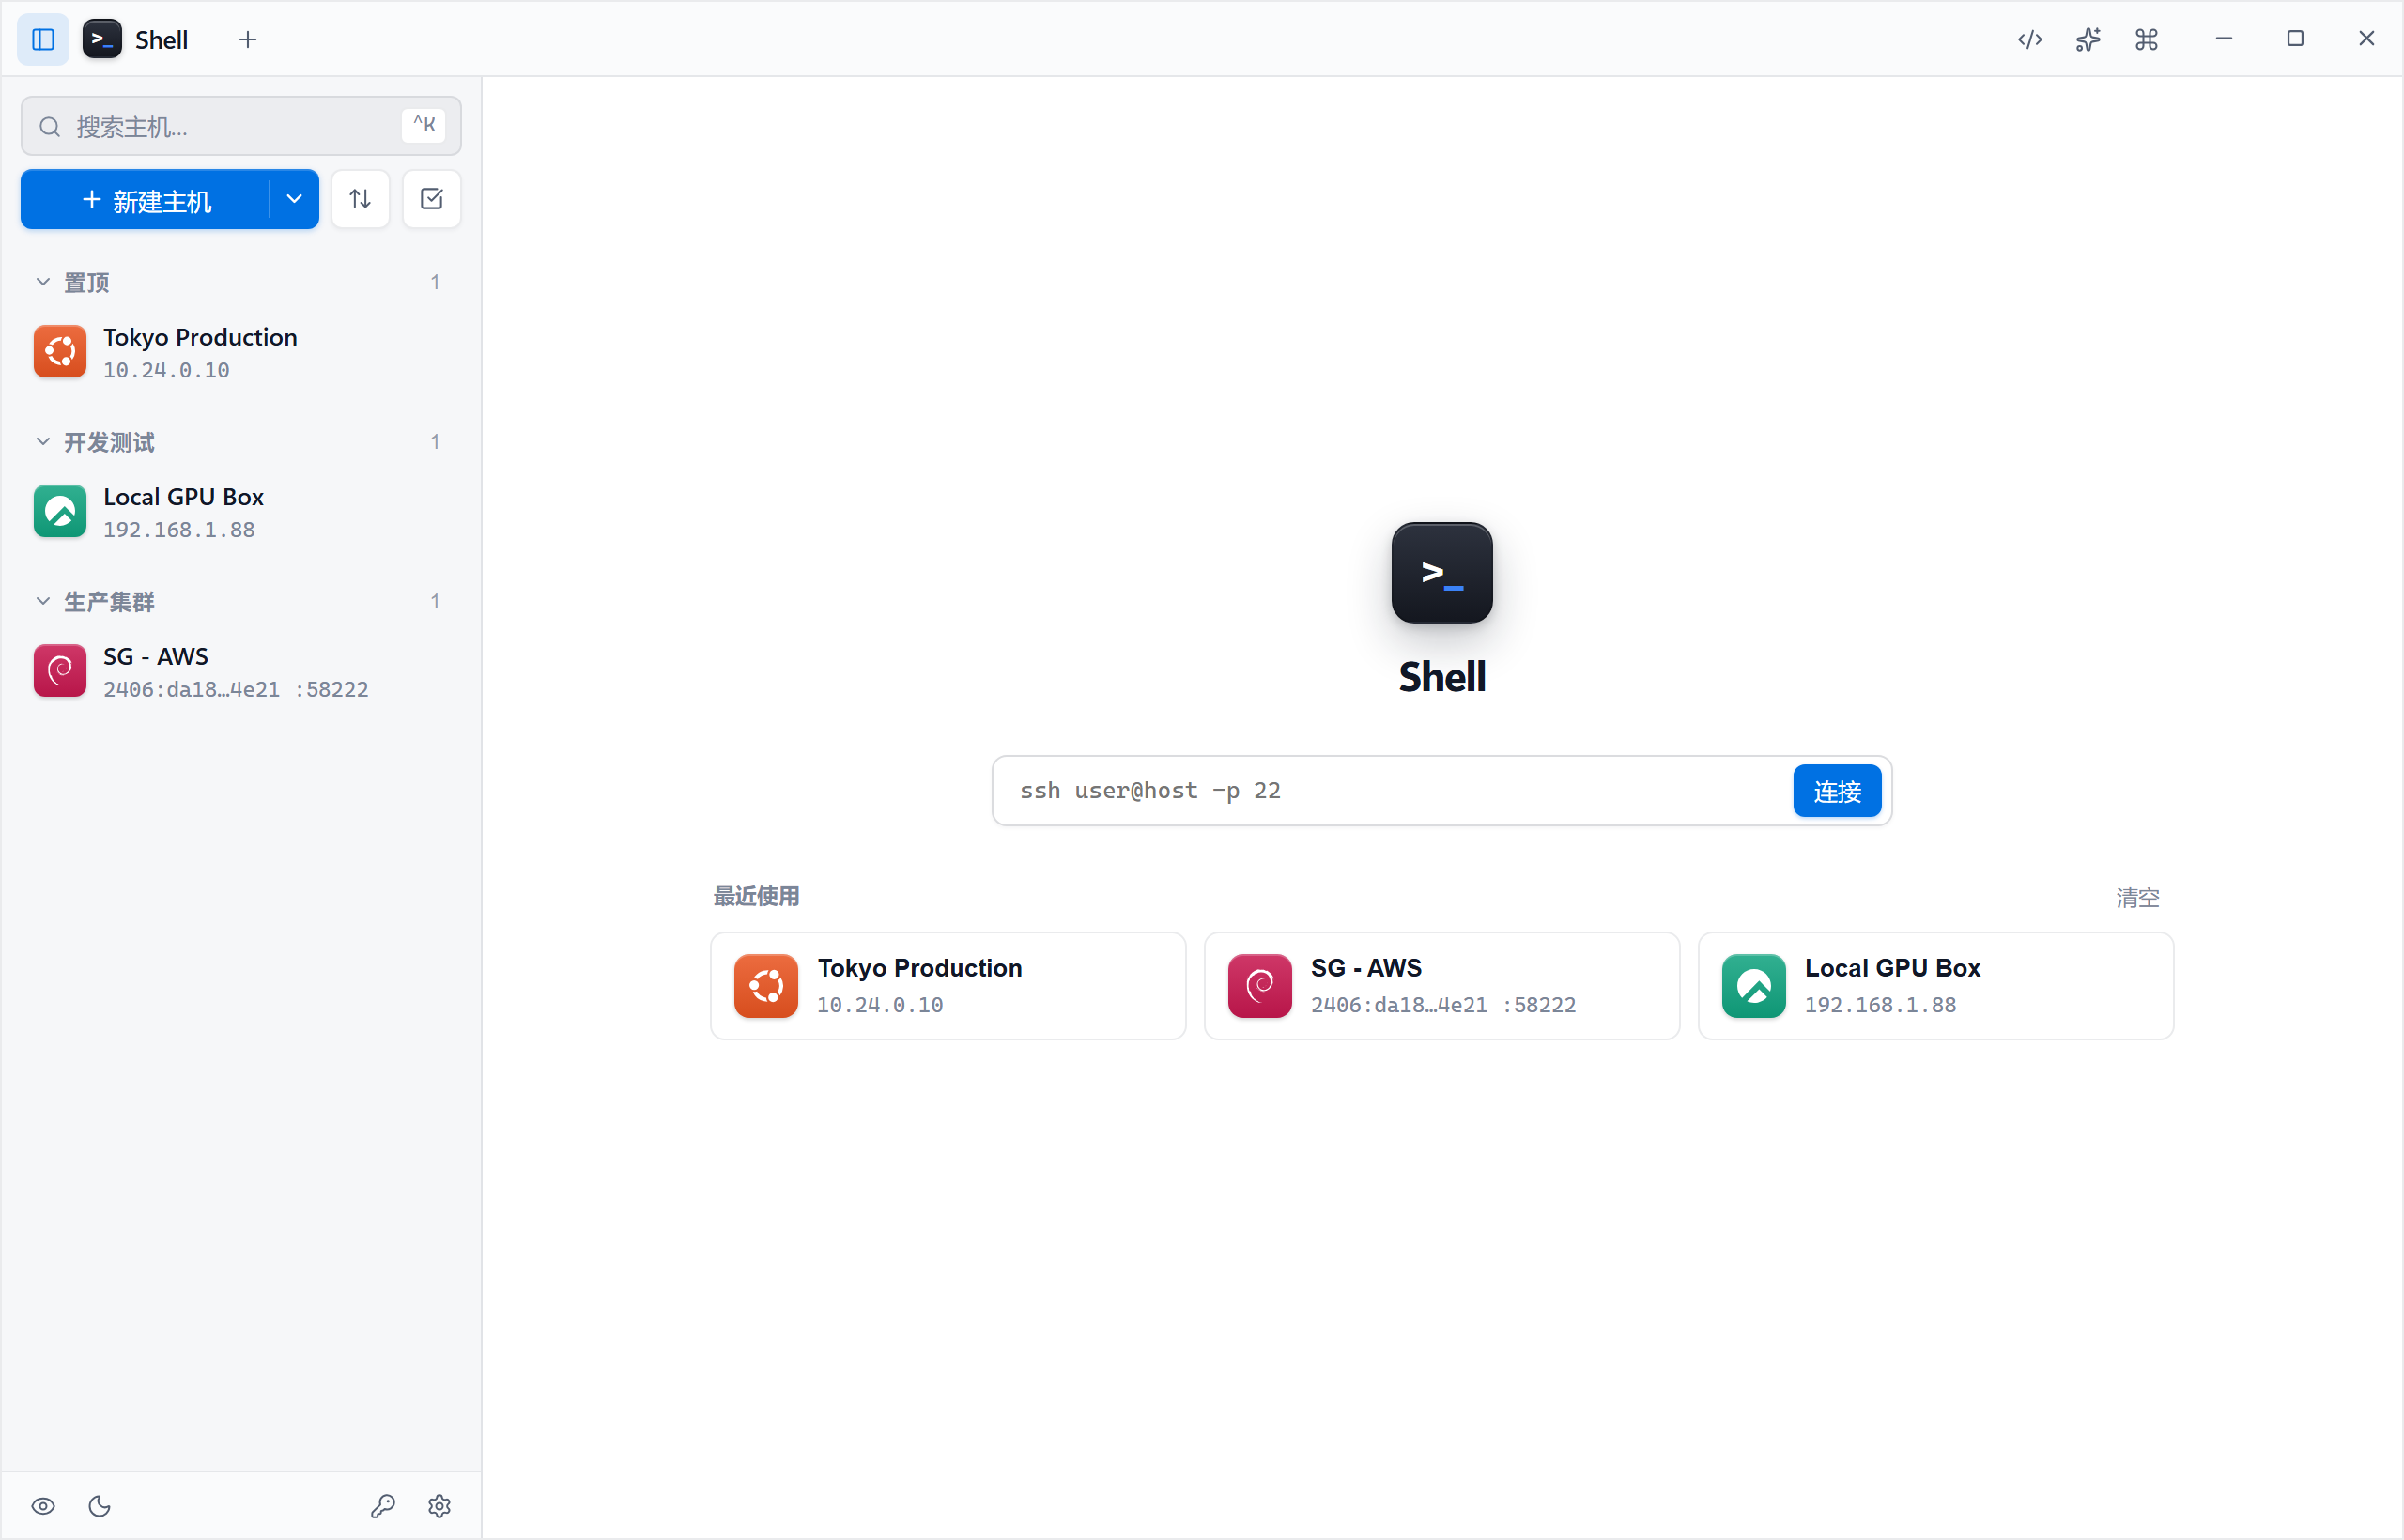 >_ Shell
搜索主机... ^K
新建主机
置顶 1
Tokyo Production
10.24.0.10
开发测试 1
Local GPU Box
192.168.1.88
生产集群 1
SG - AWS
2406:da18…4e21 :58222
>_
Shell
ssh user@host -p 22 连接
最近使用 清空
Tokyo Production
10.24.0.10
SG - AWS
2406:da18…4e21 :58222
Local GPU Box
192.168.1.88